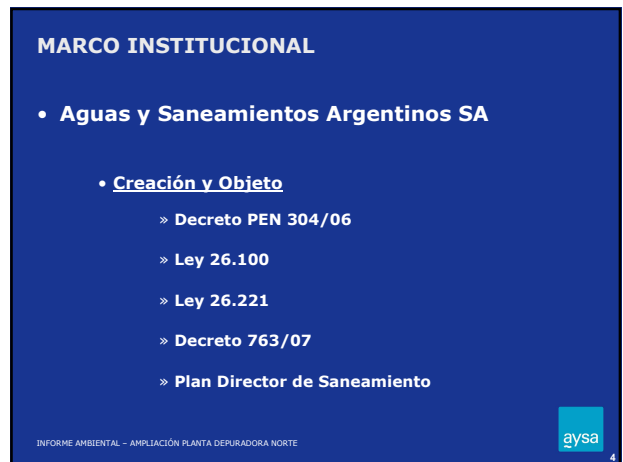 MARCO INSTITUCIONAL
• Aguas y Saneamientos Argentinos SA
• Creación y Objeto
» Decreto PEN 304/06
» Ley 26.100
» Ley 26.221
» Decreto 763/07
» Plan Director de Saneamiento
INFORME AMBIENTAL – AMPLIACIÓN PLANTA DEPURADORA NORTE
aysa
4